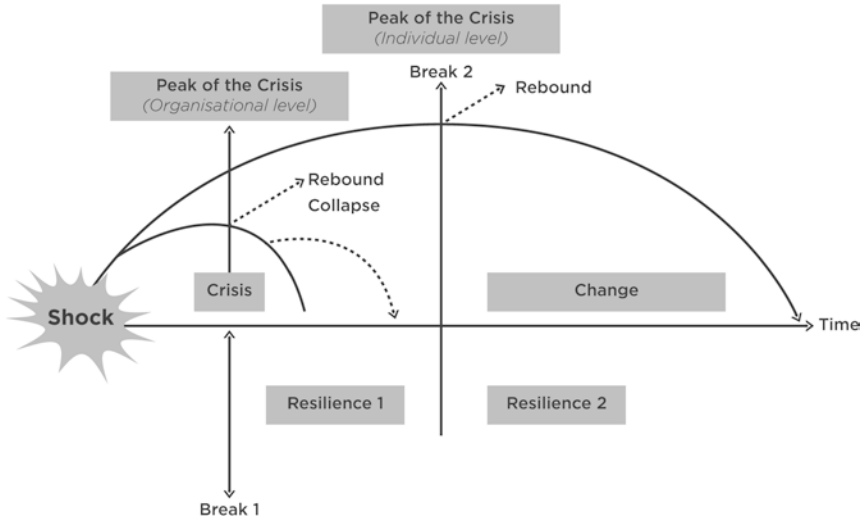 Peak of the Crisis
(Individual level)
Break 2
Peak of the Crisis
(Organisational level)
Rebound
Rebound
Collapse
Crisis
Change
Shock
Time
Resilience 1
Resilience 2
Break 1